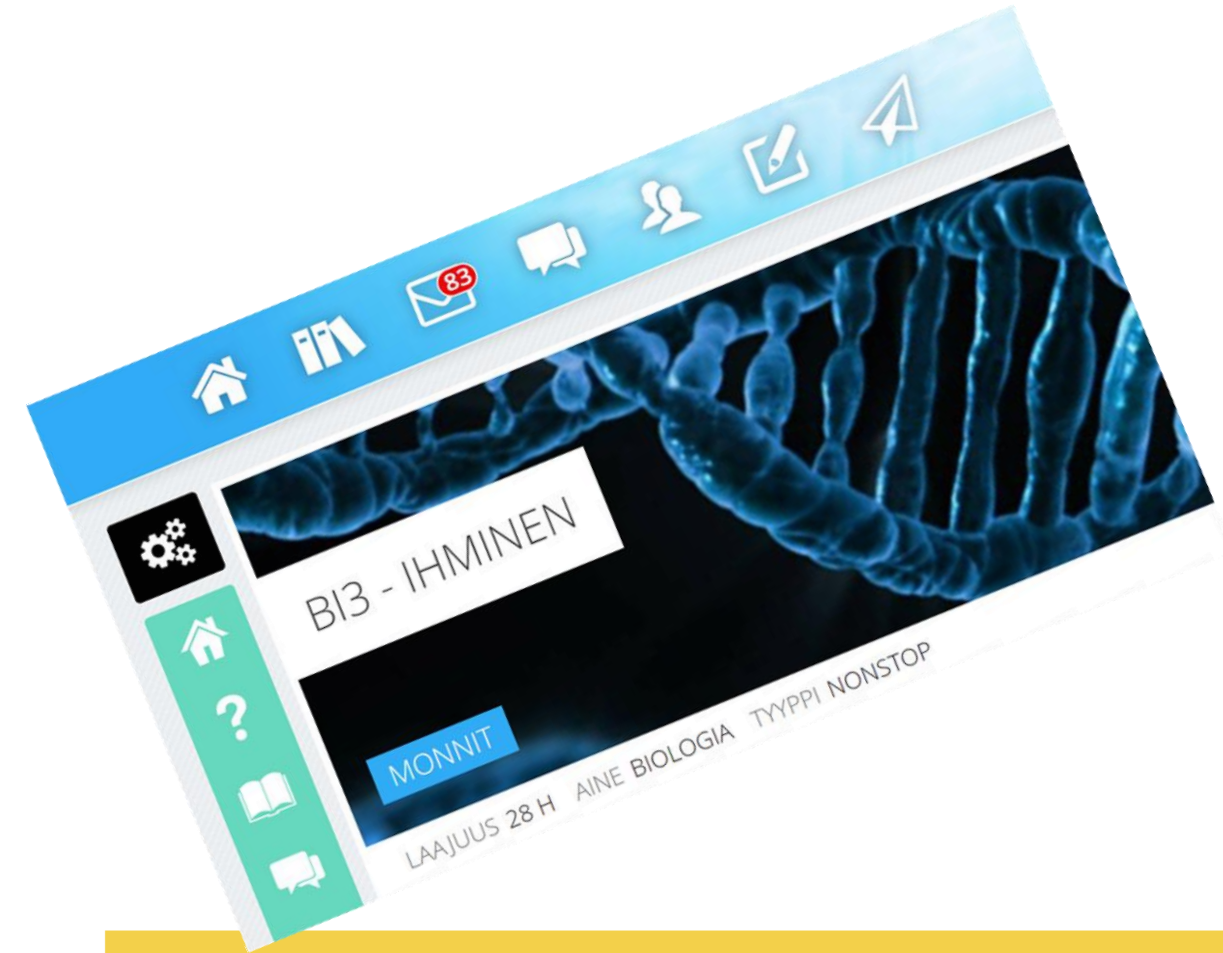 83
BI3 - IHMINEN
MONNIT
LAAJUUS 28 H AINE BIOLOGIA TYYPPI NONSTOP